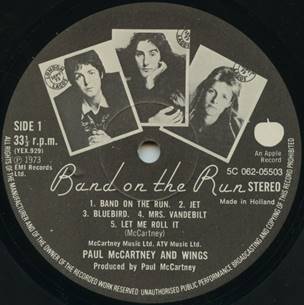 SIDE 1
33⅓ r.p.m.
(YEX.929)
℗ 1973
EMI Records
Ltd.
An Apple
Record
5C 062-05503
STEREO
Made in Holland
Band on the Run
1. BAND ON THE RUN. 2. JET
3. BLUEBIRD. 4. MRS. VANDEBILT
5. LET ME ROLL IT
(McCartney)
McCartney Music Ltd. ATV Music Ltd.
PAUL McCARTNEY AND WINGS
Produced by Paul McCartney
ALL RIGHTS OF THE MANUFACTURER AND OF THE OWNER OF THE RECORDED WORK RESERVED UNAUTHORISED PUBLIC PERFORMANCE BROADCASTING AND COPYING OF THIS RECORD PROHIBITED